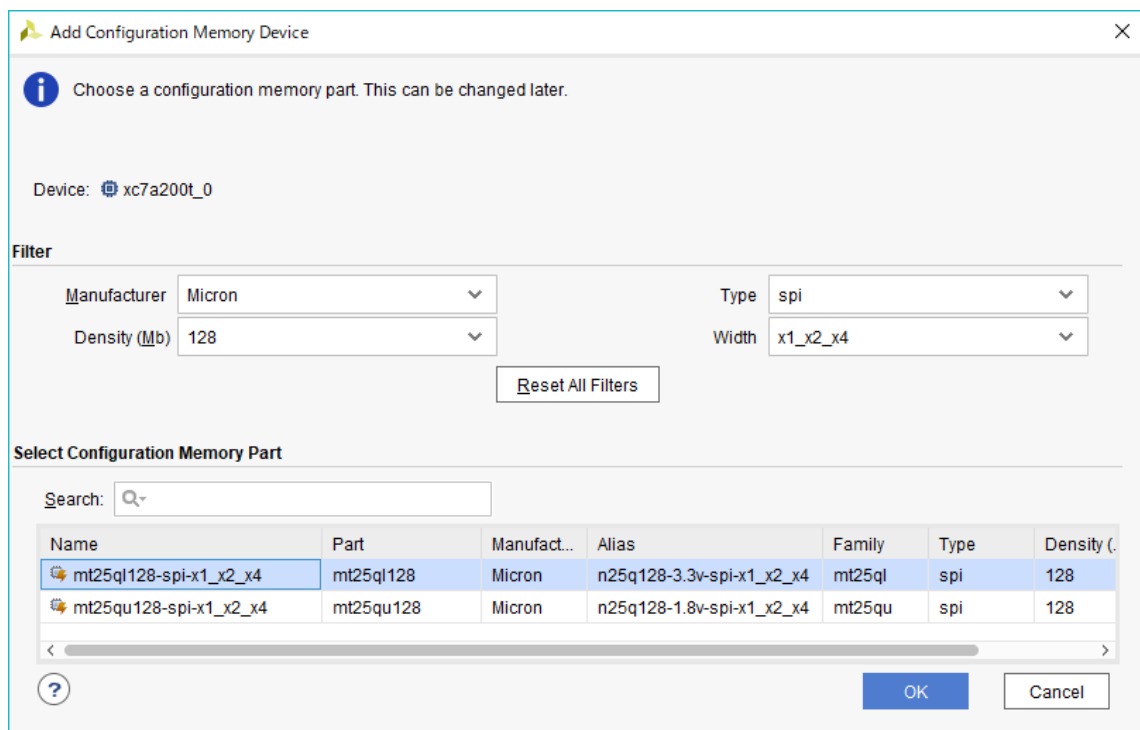 Add Configuration Memory Device
Choose a configuration memory part. This can be changed later.
Device: xc7a200t_0
Filter
Manufacturer Micron Type spi
Density (Mb) 128 Width x1_x2_x4
Reset All Filters
Select Configuration Memory Part
Search:
Name Part Manufact... Alias Family Type Density (.
mt25ql128-spi-x1_x2_x4 mt25ql128 Micron n25q128-3.3v-spi-x1_x2_x4 mt25ql spi 128
mt25qu128-spi-x1_x2_x4 mt25qu128 Micron n25q128-1.8v-spi-x1_x2_x4 mt25qu spi 128
? OK Cancel